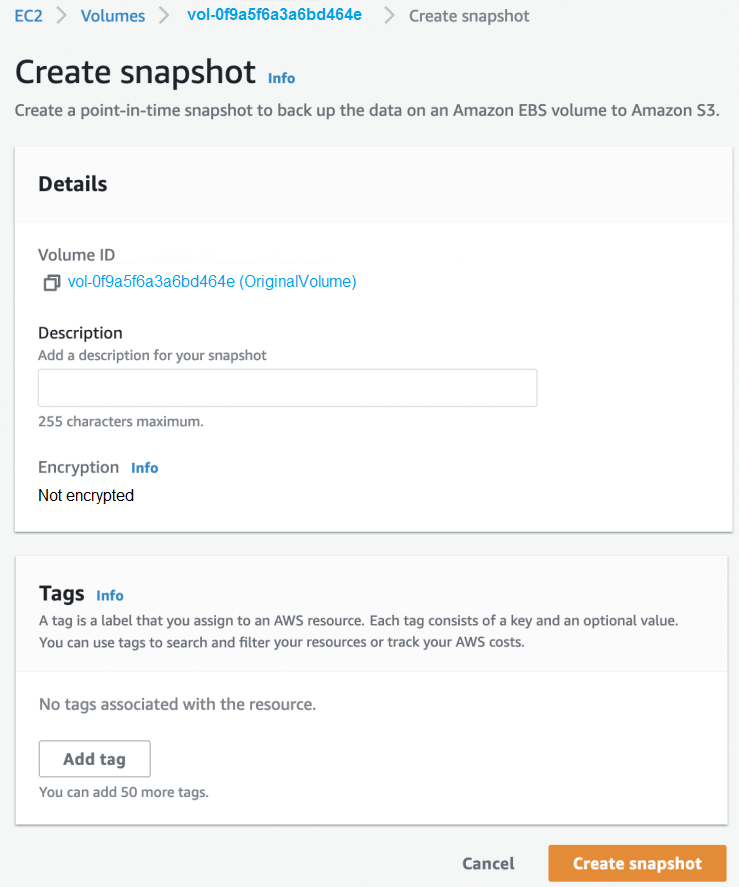 EC2 > Volumes > vol-0f9a5f6a3a6bd464e > Create snapshot
Create snapshot Info
Create a point-in-time snapshot to back up the data on an Amazon EBS volume to Amazon S3.
Details
Volume ID
vol-0f9a5f6a3a6bd464e (OriginalVolume)
Description
Add a description for your snapshot
255 characters maximum.
Encryption Info
Not encrypted
Tags Info
A tag is a label that you assign to an AWS resource. Each tag consists of a key and an optional value.
You can use tags to search and filter your resources or track your AWS costs.
No tags associated with the resource.
Add tag
You can add 50 more tags.
Cancel Create snapshot